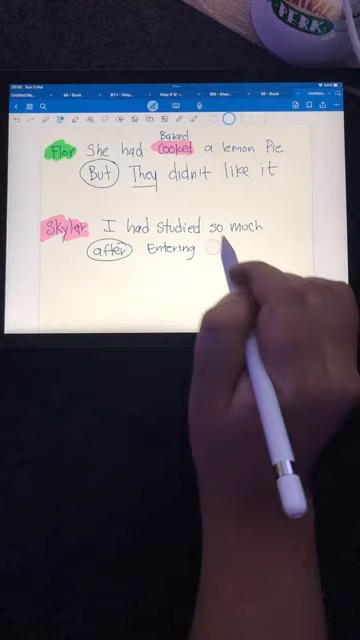 PERK
Baked
Flor She had cooked a lemon Pie
But They didn't like it
Skyler I had studied so much
after Entering